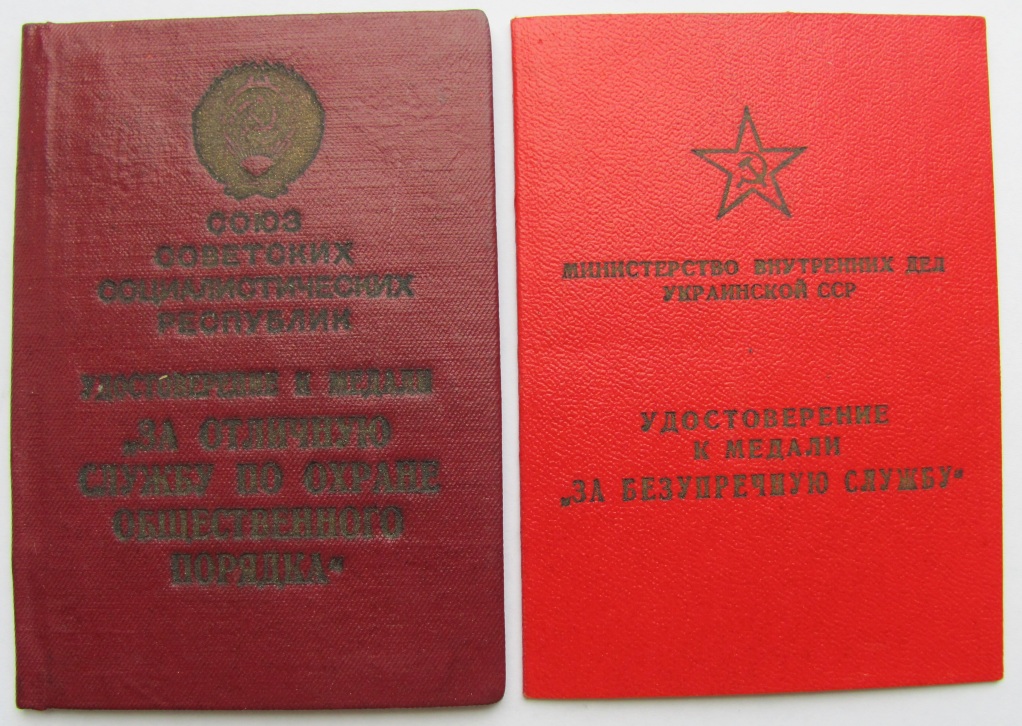 СОЮЗ
СОВЕТСКИХ
СОЦИАЛИСТИЧЕСКИХ
РЕСПУБЛИК
УДОСТОВЕРЕНИЕ К МЕДАЛИ
„ЗА ОТЛИЧНУЮ
СЛУЖБУ ПО ОХРАНЕ
ОБЩЕСТВЕННОГО
ПОРЯДКА“
МИНИСТЕРСТВО ВНУТРЕННИХ ДЕЛ
УКРАИНСКОЙ ССР
УДОСТОВЕРЕНИЕ
К МЕДАЛИ
„ЗА БЕЗУПРЕЧНУЮ СЛУЖБУ“